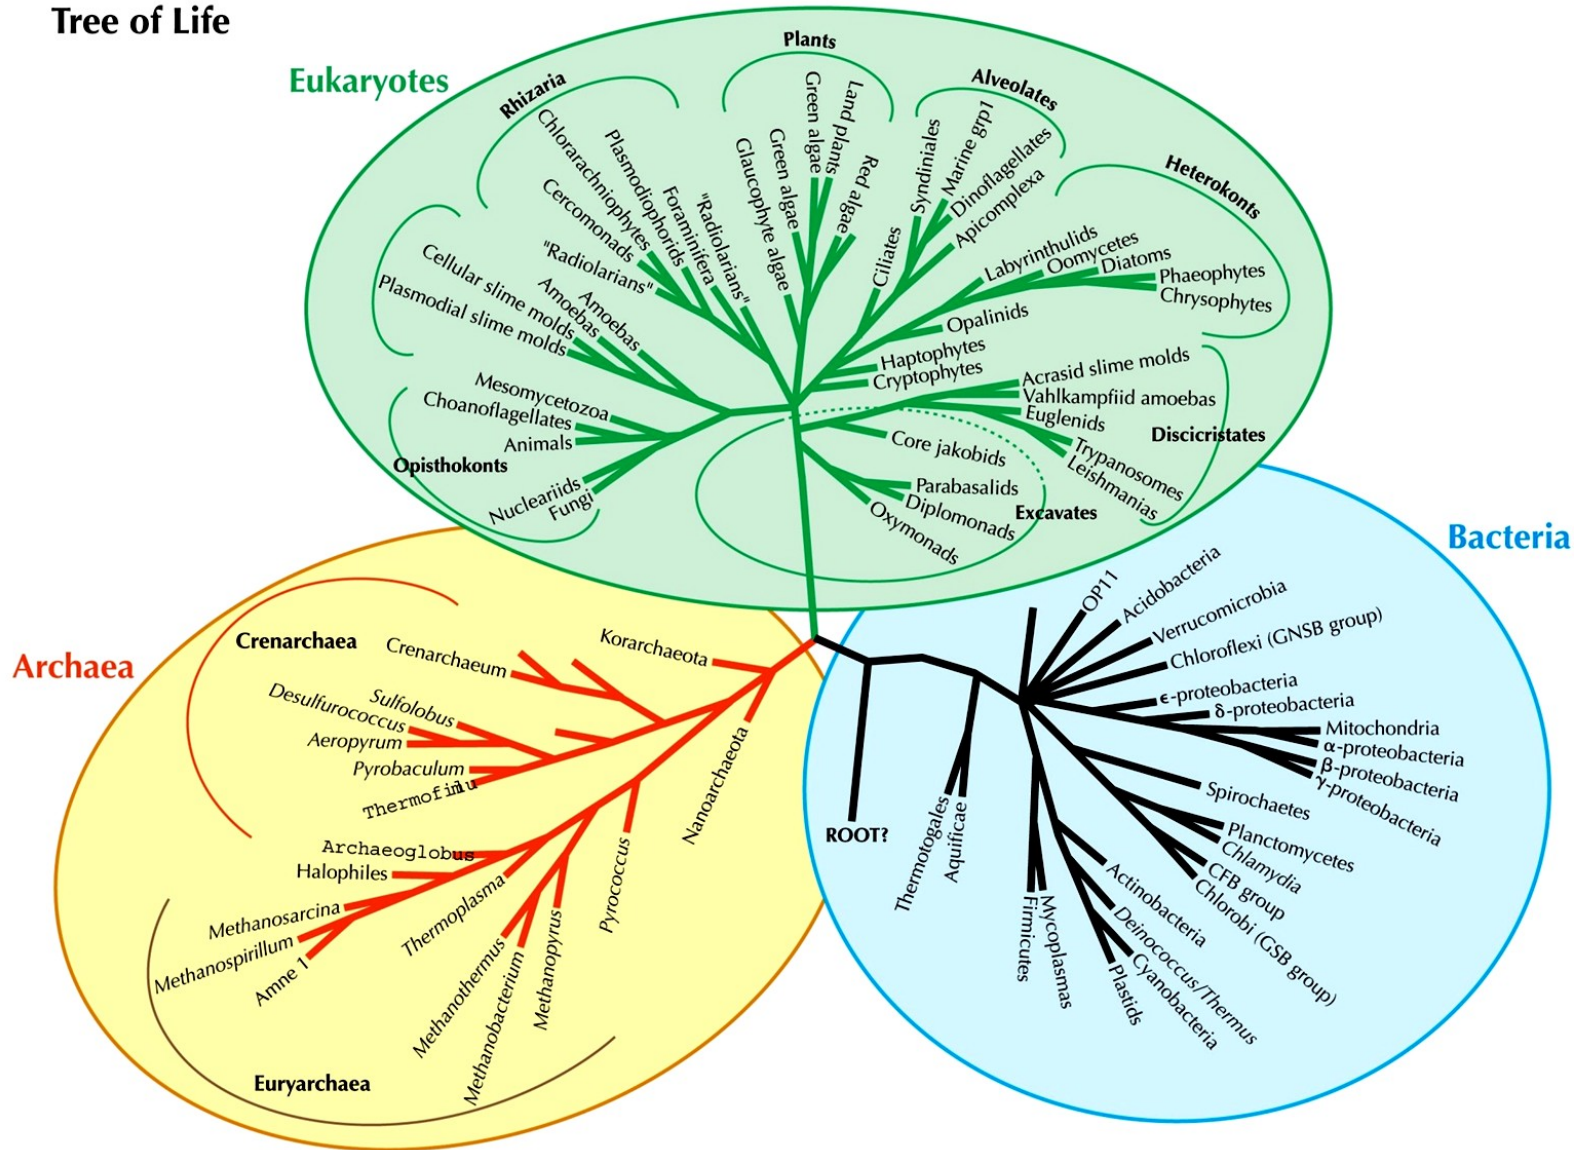 Tree of Life
Eukaryotes
Rhizaria
Plants
Alveolates
Heterokonts
Chlorarachniophytes
Plasmodiophorids
Cercomonads
Foraminifera
"Radiolarians"
"Radiolarians"
Glaucophyte algae
Green algae
Green algae
Land plants
Red algae
Ciliates
Syndiniales
Marine grp1
Dinoflagellates
Apicomplexa
Labyrinthulids
Oomycetes
Diatoms
Phaeophytes
Chrysophytes
Opalinids
Haptophytes
Cryptophytes
Cellular slime molds
Plasmodial slime molds
Amoebas
Amoebas
Mesomycetozoa
Choanoflagellates
Animals
Opisthokonts
Nucleariids
Fungi
Acrasid slime molds
Vahlkampfiid amoebas
Euglenids
Trypanosomes
Leishmanias
Discicristates
Core jakobids
Parabasalids
Diplomonads
Oxymonads
Excavates
Archaea
Crenarchaea
Crenarchaeum
Korarchaeota
Sulfolobus
Desulfurococcus
Aeropyrum
Pyrobaculum
Nanoarchaeota
Archaeoglobus
Halophiles
Methanosarcina
Methanospirillum
Amne 1
Thermoplasma
Methanothermus
Methanobacterium
Methanopyrus
Pyrococcus
Euryarchaea
Bacteria
OP11
Acidobacteria
Verrucomicrobia
Chloroflexi (GNSB group)
ϵ-proteobacteria
δ-proteobacteria
Mitochondria
α-proteobacteria
β-proteobacteria
γ-proteobacteria
Spirochaetes
Planctomycetes
Chlamydia
CFB group
Chlorobi (GSB group)
Actinobacteria
Deinococcus/Thermus
Cyanobacteria
Plastids
Mycoplasmas
Firmicutes
Aquificae
Thermotogales
ROOT?